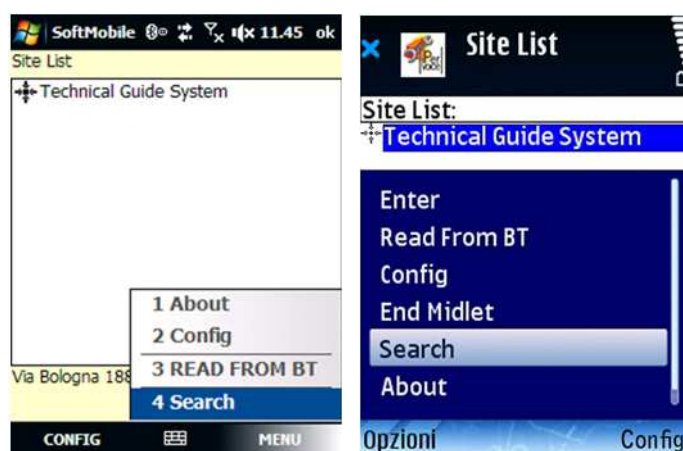 SoftMobile 11.45 ok
Site List
Technical Guide System
1 About
2 Config
3 READ FROM BT
Via Bologna 188
4 Search
CONFIG MENU
Site List
Site List:
Technical Guide System
Enter
Read From BT
Config
End Midlet
Search
About
Opzioni Config